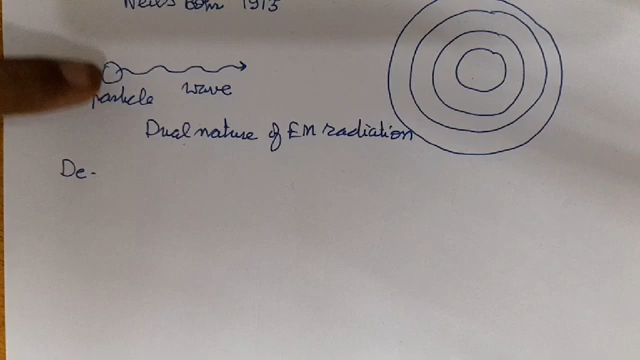 Neils Bohr 1913
particle wave
Dual nature of EM radiation
De-